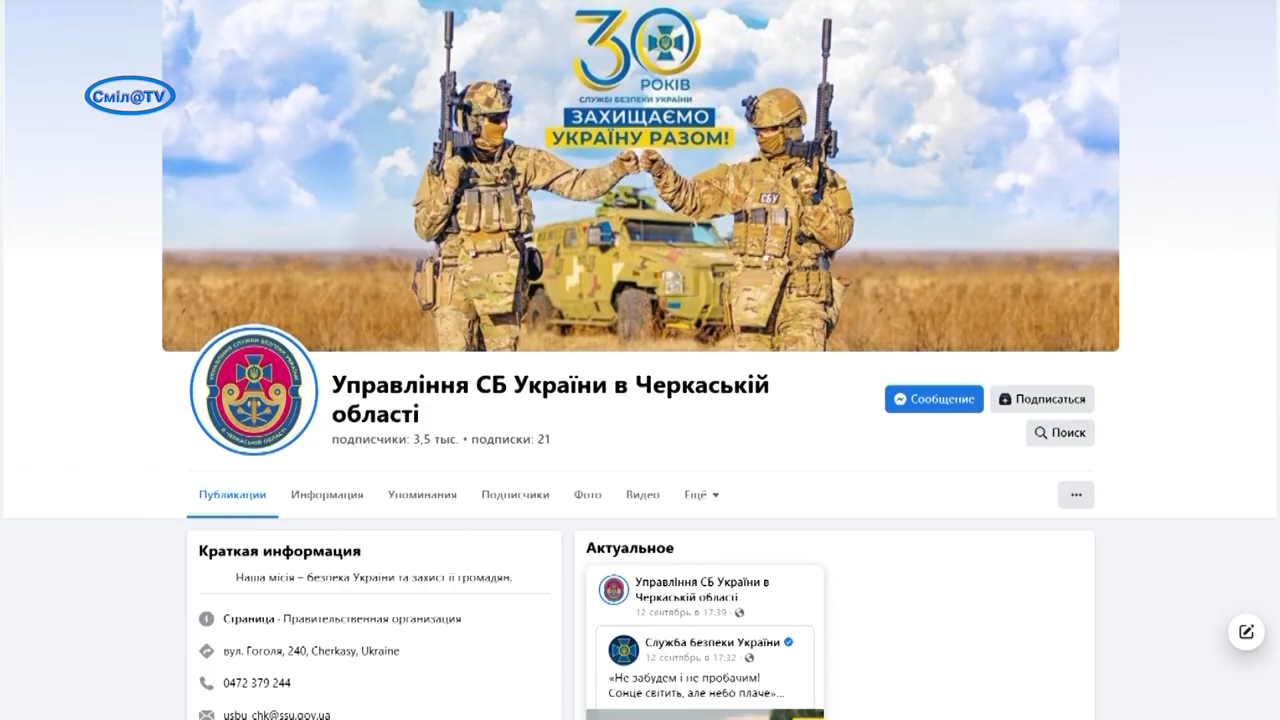 30
РОКІВ
СЛУЖБІ БЕЗПЕКИ УКРАЇНИ
ЗАХИЩАЄМО
УКРАЇНУ РАЗОМ!
Сміл@TV
СБУ
Управління СБ України в Черкаській
області
подписчики: 3,5 тыс. • подписки: 21
Сообщение
Подписаться
Поиск
Публикации Информация Упоминания Подписчики Фото Видео Ещё
Краткая информация
Наша місія – безпека України та захист її громадян.
Страница · Правительственная организация
вул. Гоголя, 240, Cherkasy, Ukraine
0472 379 244
usbu_chk@ssu.gov.ua
Актуальное
Управління СБ України в
Черкаській області
12 сентябрь в 17:39
Служба безпеки України
12 сентябрь в 17:32
«Не забудем і не пробачим!
Сонце світить, але небо плаче»...